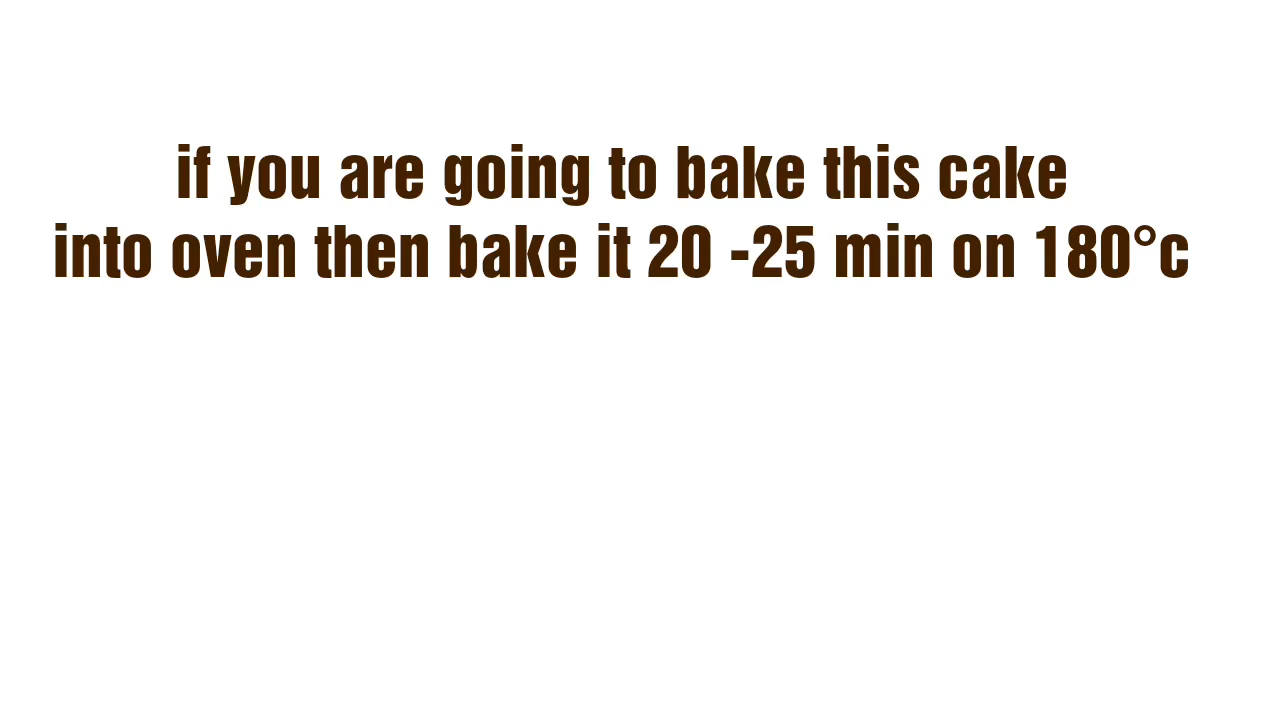 if you are going to bake this cake
into oven then bake it 20 -25 min on 180°c